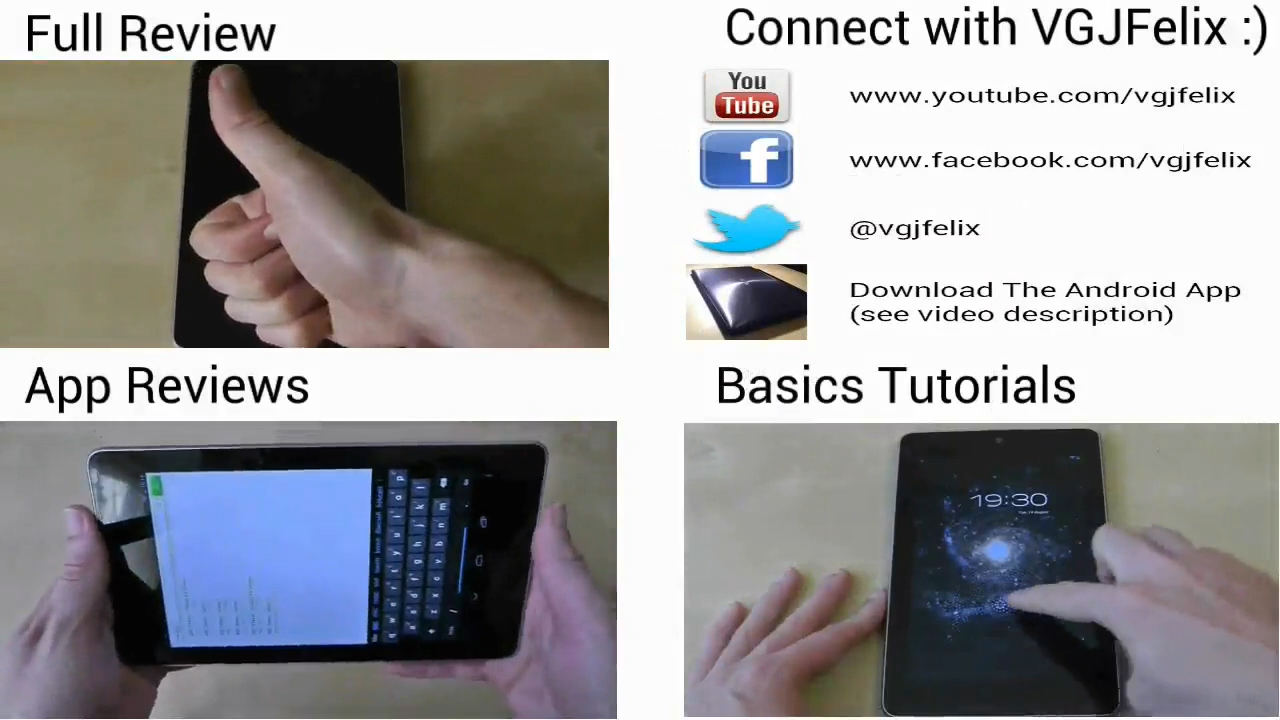 Full Review
Connect with VGJFelix :)
You
Tube
www.youtube.com/vgjfelix
f
www.facebook.com/vgjfelix
@vgjfelix
Download The Android App
(see video description)
App Reviews
Basics Tutorials
19:30